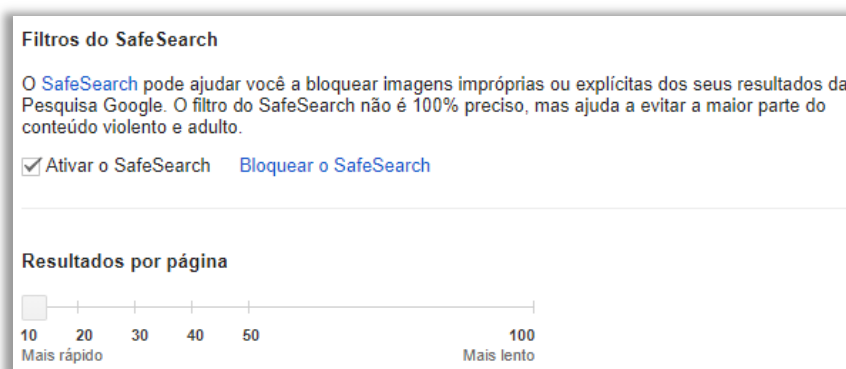 Filtros do SafeSearch
O SafeSearch pode ajudar você a bloquear imagens impróprias ou explícitas dos seus resultados da
Pesquisa Google. O filtro do SafeSearch não é 100% preciso, mas ajuda a evitar a maior parte do
conteúdo violento e adulto.
Ativar o SafeSearch Bloquear o SafeSearch
Resultados por página
10 20 30 40 50 100
Mais rápido Mais lento